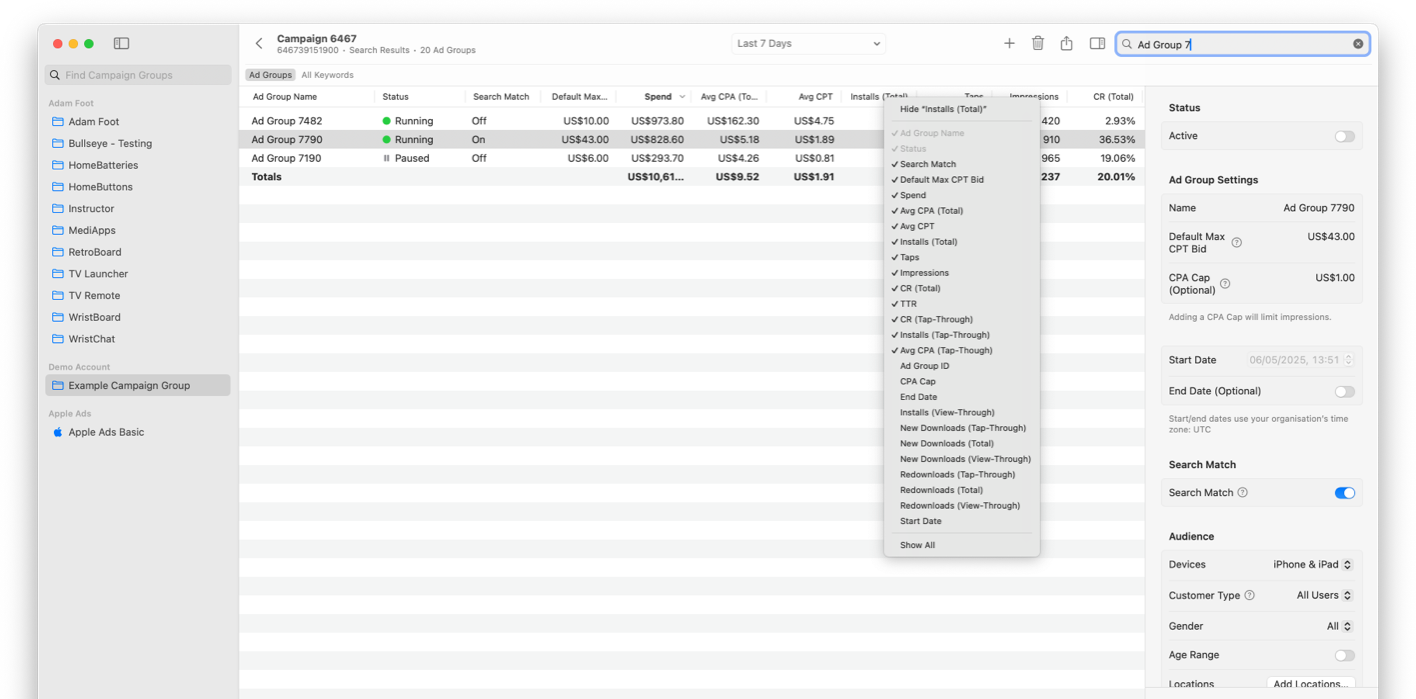 Campaign 6467
646739151900 • Search Results • 20 Ad Groups
Last 7 Days
Ad Group 7
Find Campaign Groups
Adam Foot
Adam Foot
Bullseye - Testing
HomeBatteries
HomeButtons
Instructor
MediApps
RetroBoard
TV Launcher
TV Remote
WristBoard
WristChat
Demo Account
Example Campaign Group
Apple Ads
Apple Ads Basic
Ad Groups All Keywords
Ad Group Name Status Search Match Default Max... Spend Avg CPA (To... Avg CPT Installs (Total) Taps Impressions CR (Total)
Ad Group 7482 Running Off US$10.00 US$973.80 US$162.30 US$4.75 420 2.93%
Ad Group 7790 Running On US$43.00 US$828.60 US$5.18 US$1.89 910 36.53%
Ad Group 7190 Paused Off US$6.00 US$293.70 US$4.26 US$0.81 965 19.06%
Totals US$10,61... US$9.52 US$1.91 237 20.01%
Hide “Installs (Total)”
Ad Group Name
Status
Search Match
Default Max CPT Bid
Spend
Avg CPA (Total)
Avg CPT
Installs (Total)
Taps
Impressions
CR (Total)
TTR
CR (Tap-Through)
Installs (Tap-Through)
Avg CPA (Tap-Though)
Ad Group ID
CPA Cap
End Date
Installs (View-Through)
New Downloads (Tap-Through)
New Downloads (Total)
New Downloads (View-Through)
Redownloads (Tap-Through)
Redownloads (Total)
Redownloads (View-Through)
Start Date
Show All
Status
Active
Ad Group Settings
Name Ad Group 7790
Default Max US$43.00
CPT Bid
CPA Cap US$1.00
(Optional)
Adding a CPA Cap will limit impressions.
Start Date 06/05/2025, 13:51
End Date (Optional)
Start/end dates use your organisation's time
zone: UTC
Search Match
Search Match
Audience
Devices iPhone & iPad
Customer Type All Users
Gender All
Age Range
Locations Add Locations...